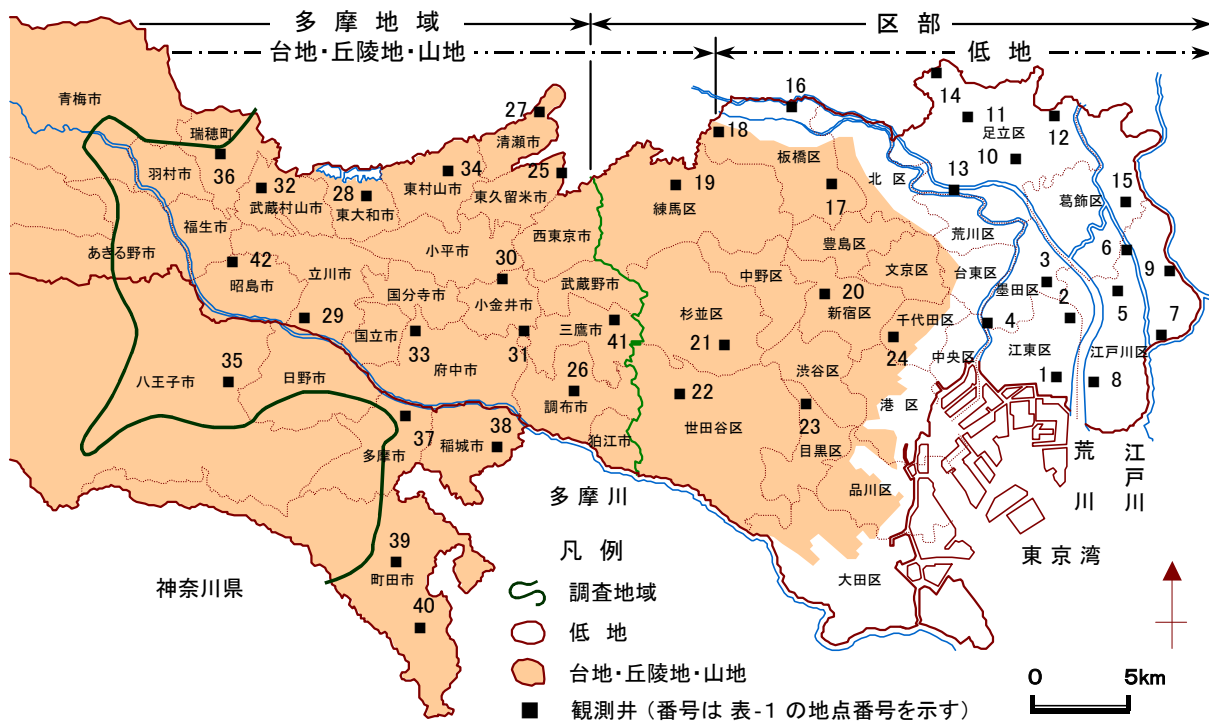 多摩地域
区部
台地・丘陵地・山地
低地
青梅市
瑞穂町
羽村市
36
32
武蔵村山市
28
東大和市
34
東村山市
27
清瀬市
25
東久留米市
西東京市
福生市
あきる野市
42
昭島市
立川市
29
小平市
30
国分寺市
小金井市
国立市
33
府中市
31
武蔵野市
三鷹市
41
26
調布市
狛江市
八王子市
35
日野市
37
多摩市
稲城市
38
39
町田市
40
神奈川県
多摩川
16
18
板橋区
19
練馬区
17
北区
豊島区
中野区
文京区
20
新宿区
杉並区
21
千代田区
24
22
世田谷区
渋谷区
23
目黒区
港区
品川区
大田区
14
11
足立区
12
10
13
荒川区
葛飾区
15
台東区
3
墨田区
2
6
9
5
4
中央区
江東区
1
江戸川区
7
8
荒川
江戸川
東京湾
凡例
調査地域
低地
台地・丘陵地・山地
観測井（番号は 表-1 の地点番号を示す）
0 5km